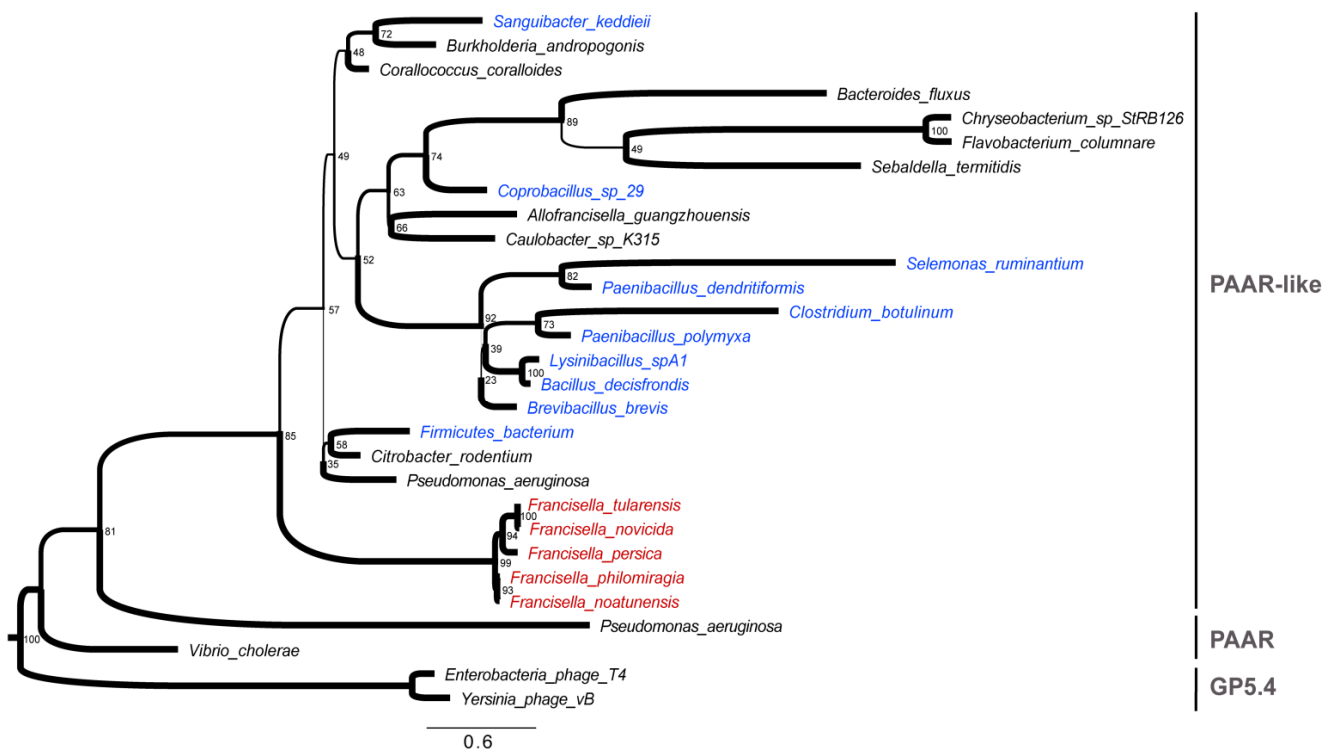 Sanguibacter_keddieii
72
Burkholderia_andropogonis
48
Corallococcus_coralloides
Bacteroides_fluxus
89
Chryseobacterium_sp_StRB126
100
Flavobacterium_columnare
49
74
49
Sebaldella_termitidis
63
Coprobacillus_sp_29
Allofrancisella_guangzhouensis
66
Caulobacter_sp_K315
52
Selemonas_ruminantium
82
Paenibacillus_dendritiformis
PAAR-like
57
Clostridium_botulinum
92
73
Paenibacillus_polymyxa
39
Lysinibacillus_spA1
100
23
Bacillus_decisfrondis
Brevibacillus_brevis
85
Firmicutes_bacterium
58
Citrobacter_rodentium
35
Pseudomonas_aeruginosa
Francisella_tularensis
100
Francisella_novicida
94
81
Francisella_persica
99
Francisella_philomiragia
93
Francisella_noatunensis
Pseudomonas_aeruginosa
PAAR
100
Vibrio_cholerae
Enterobacteria_phage_T4
GP5.4
Yersinia_phage_vB
0.6